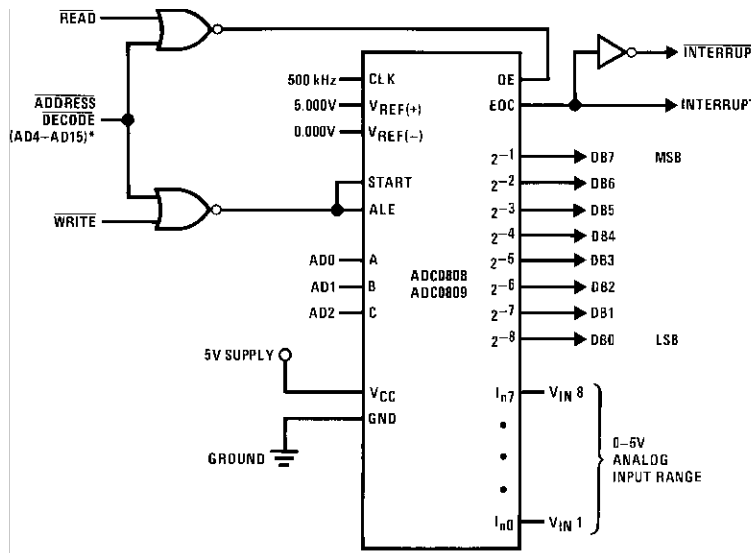 READ
500 kHz
CLK
OE
INTERRUP
ADDRESS
5.000V
VREF(+)
EOC
DECODE
(AD4-AD15)*
0.000V
VREF(-)
INTERRUPT
2-1
DB7
MSB
START
2-2
DB6
WRITE
ALE
2-3
DB5
2-4
DB4
AD0
A
ADC0808
2-5
DB3
AD1
B
ADC0809
2-6
DB2
AD2
C
2-7
DB1
2-8
DB0
LSB
5V SUPPLY
VCC
In7
VIN 8
GND
GROUND
0-5V
ANALOG
INPUT RANGE
In0
VIN 1